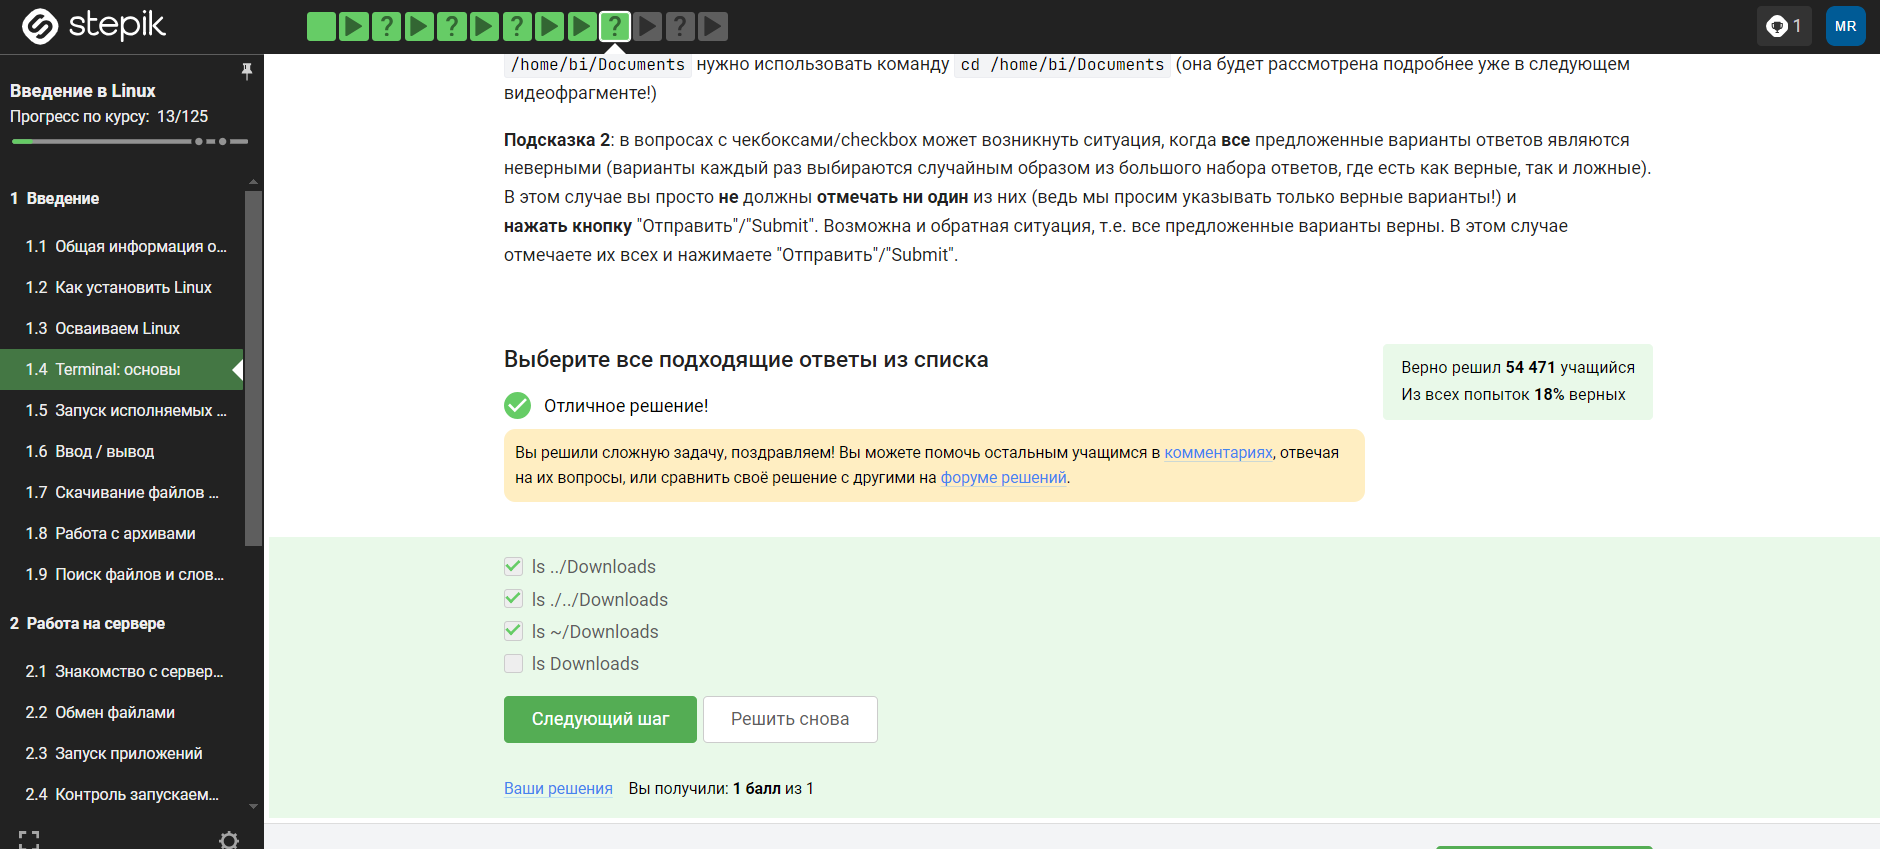 stepik
? ? ? ? ?
1
MR
Введение в Linux
Прогресс по курсу: 13/125
1 Введение
1.1 Общая информация о...
1.2 Как установить Linux
1.3 Осваиваем Linux
1.4 Terminal: основы
1.5 Запуск исполняемых ...
1.6 Ввод / вывод
1.7 Скачивание файлов ...
1.8 Работа с архивами
1.9 Поиск файлов и слов...
2 Работа на сервере
2.1 Знакомство с сервер...
2.2 Обмен файлами
2.3 Запуск приложений
2.4 Контроль запускаем...
/home/bi/Documents нужно использовать команду cd /home/bi/Documents (она будет рассмотрена подробнее уже в следующем
видеофрагменте!)
Подсказка 2: в вопросах с чекбоксами/checkbox может возникнуть ситуация, когда все предложенные варианты ответов являются
неверными (варианты каждый раз выбираются случайным образом из большого набора ответов, где есть как верные, так и ложные).
В этом случае вы просто не должны отмечать ни один из них (ведь мы просим указывать только верные варианты!) и
нажать кнопку "Отправить"/"Submit". Возможна и обратная ситуация, т.е. все предложенные варианты верны. В этом случае
отмечаете их всех и нажимаете "Отправить"/"Submit".
Выберите все подходящие ответы из списка
Верно решил 54 471 учащийся
Из всех попыток 18% верных
Отличное решение!
Вы решили сложную задачу, поздравляем! Вы можете помочь остальным учащимся в комментариях, отвечая
на их вопросы, или сравнить своё решение с другими на форуме решений.
ls ../Downloads
ls ./../Downloads
ls ~/Downloads
ls Downloads
Следующий шаг
Решить снова
Ваши решения Вы получили: 1 балл из 1